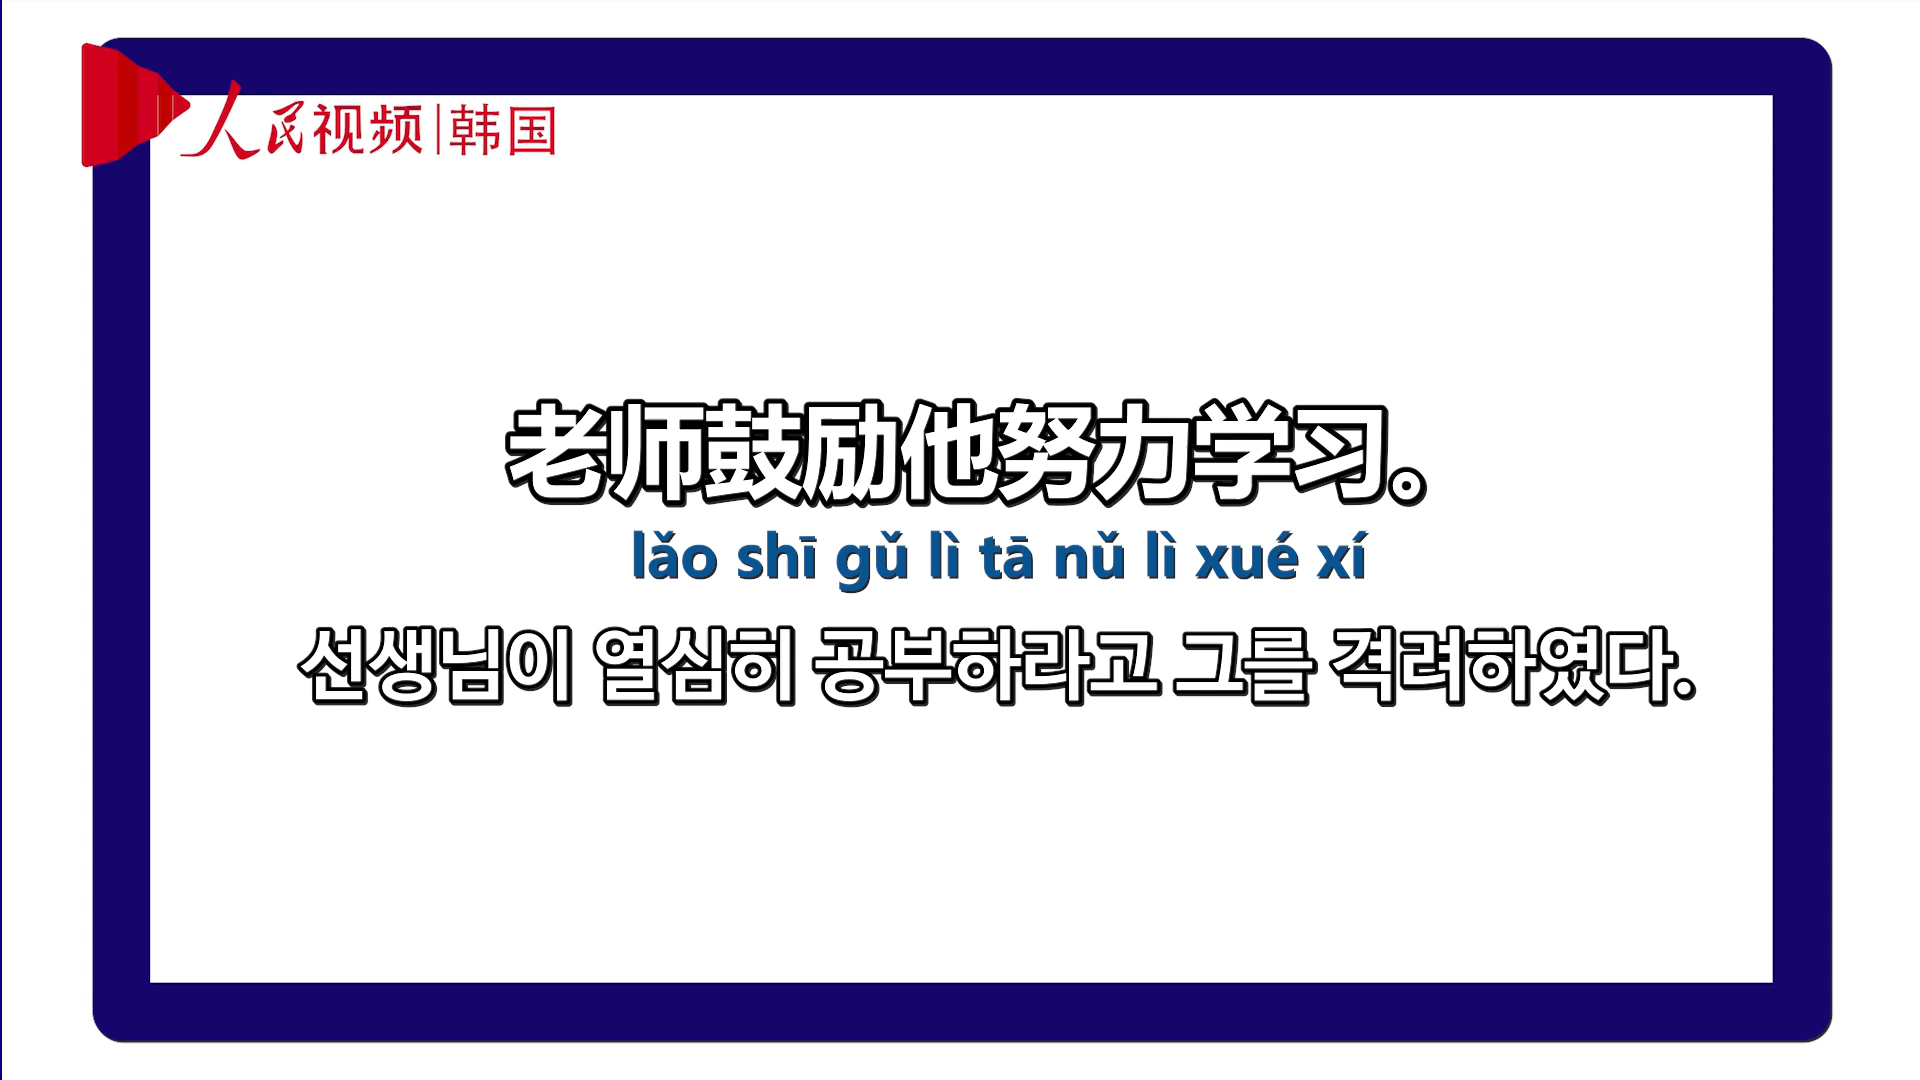 人民视频|韩国
老师鼓励他努力学习。
lǎo shī gǔ lì tā nǔ lì xué xí
선생님이 열심히 공부하라고 그를 격려하였다.